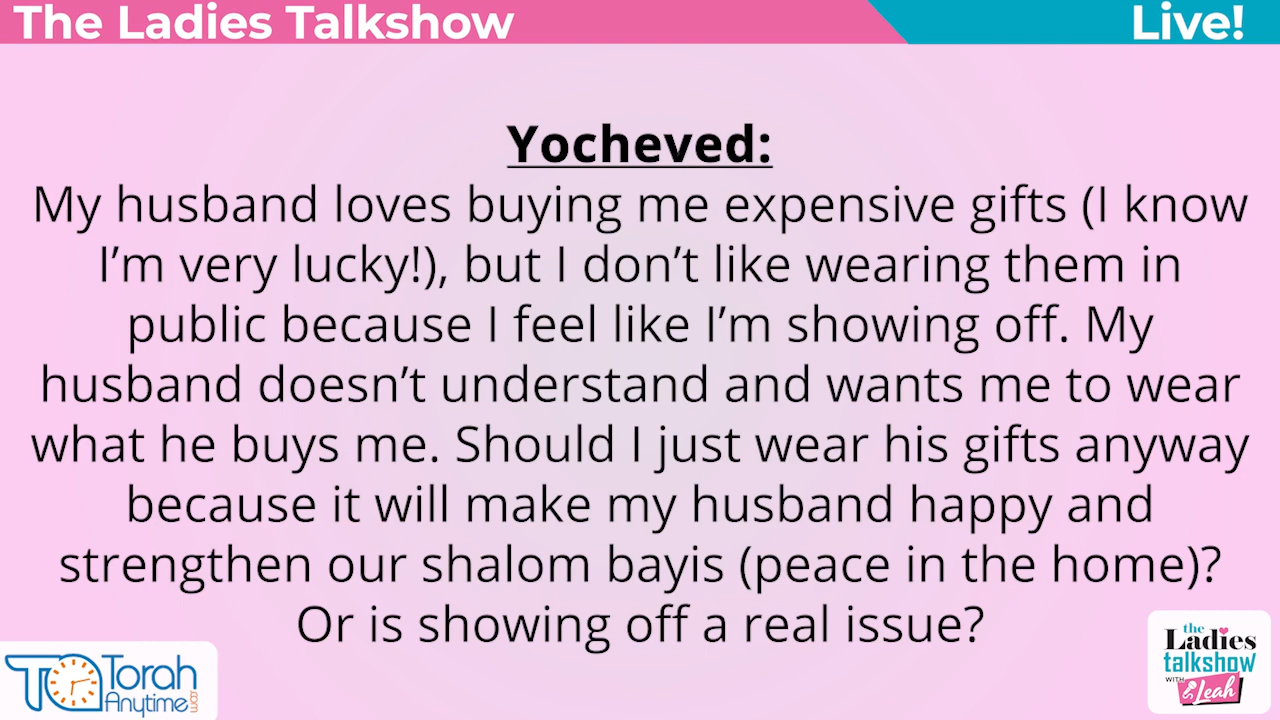 The Ladies Talkshow
Live!
Yocheved:
My husband loves buying me expensive gifts (I know
I’m very lucky!), but I don’t like wearing them in
public because I feel like I’m showing off. My
husband doesn’t understand and wants me to wear
what he buys me. Should I just wear his gifts anyway
because it will make my husband happy and
strengthen our shalom bayis (peace in the home)?
Or is showing off a real issue?
TA Torah
Anytime.com
the
Ladies
talkshow
WITH
Leah